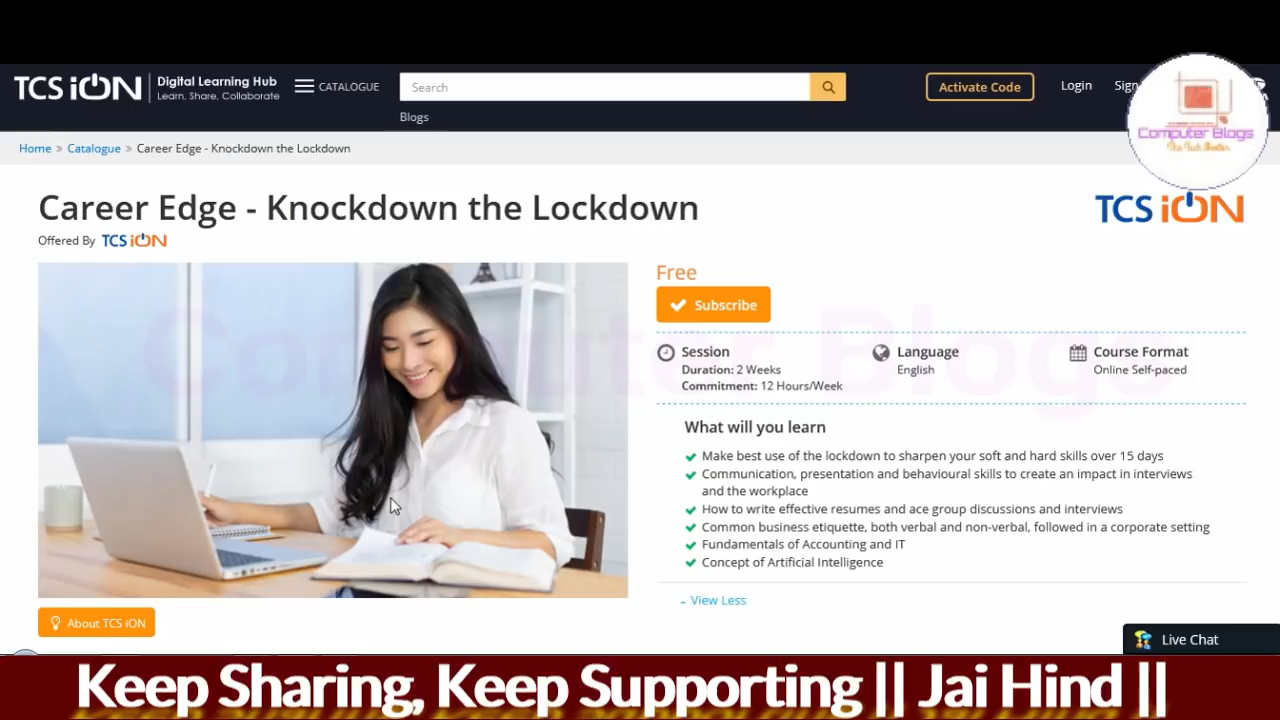 TCS iON
Digital Learning Hub
Learn, Share, Collaborate
CATALOGUE
Search
Activate Code
Login
Sign
Blogs
Computer Blogs
The Tech Master
Home » Catalogue » Career Edge - Knockdown the Lockdown
Career Edge - Knockdown the Lockdown
Offered By TCS iON
TCS iON
Free
Subscribe
Session
Duration: 2 Weeks
Commitment: 12 Hours/Week
Language
English
Course Format
Online Self-paced
Computer Blogs
What will you learn
Make best use of the lockdown to sharpen your soft and hard skills over 15 days
Communication, presentation and behavioural skills to create an impact in interviews
and the workplace
How to write effective resumes and ace group discussions and interviews
Common business etiquette, both verbal and non-verbal, followed in a corporate setting
Fundamentals of Accounting and IT
Concept of Artificial Intelligence
- View Less
About TCS iON
Live Chat
Keep Sharing, Keep Supporting || Jai Hind ||